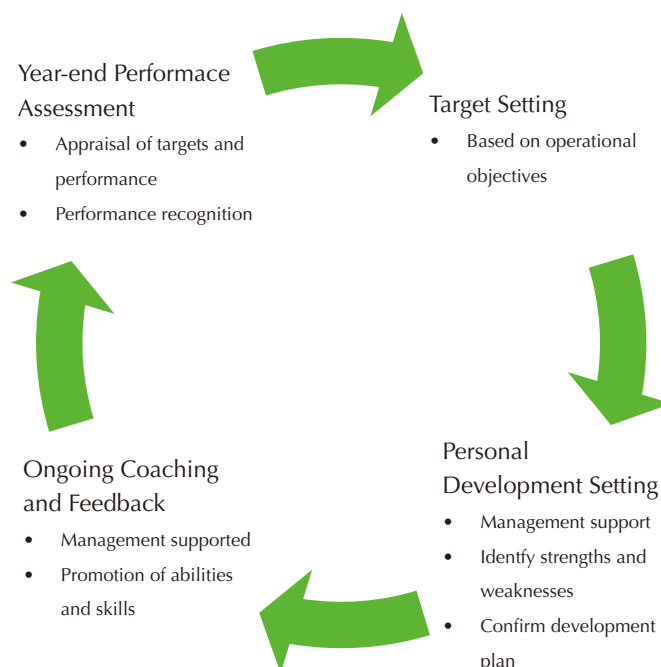 Year-end Performace
Assessment
• Appraisal of targets and
performance
• Performance recognition
Target Setting
• Based on operational
objectives
Personal
Development Setting
• Management support
• Identfy strengths and
weaknesses
• Confirm development
plan
Ongoing Coaching
and Feedback
• Management supported
• Promotion of abilities
and skills